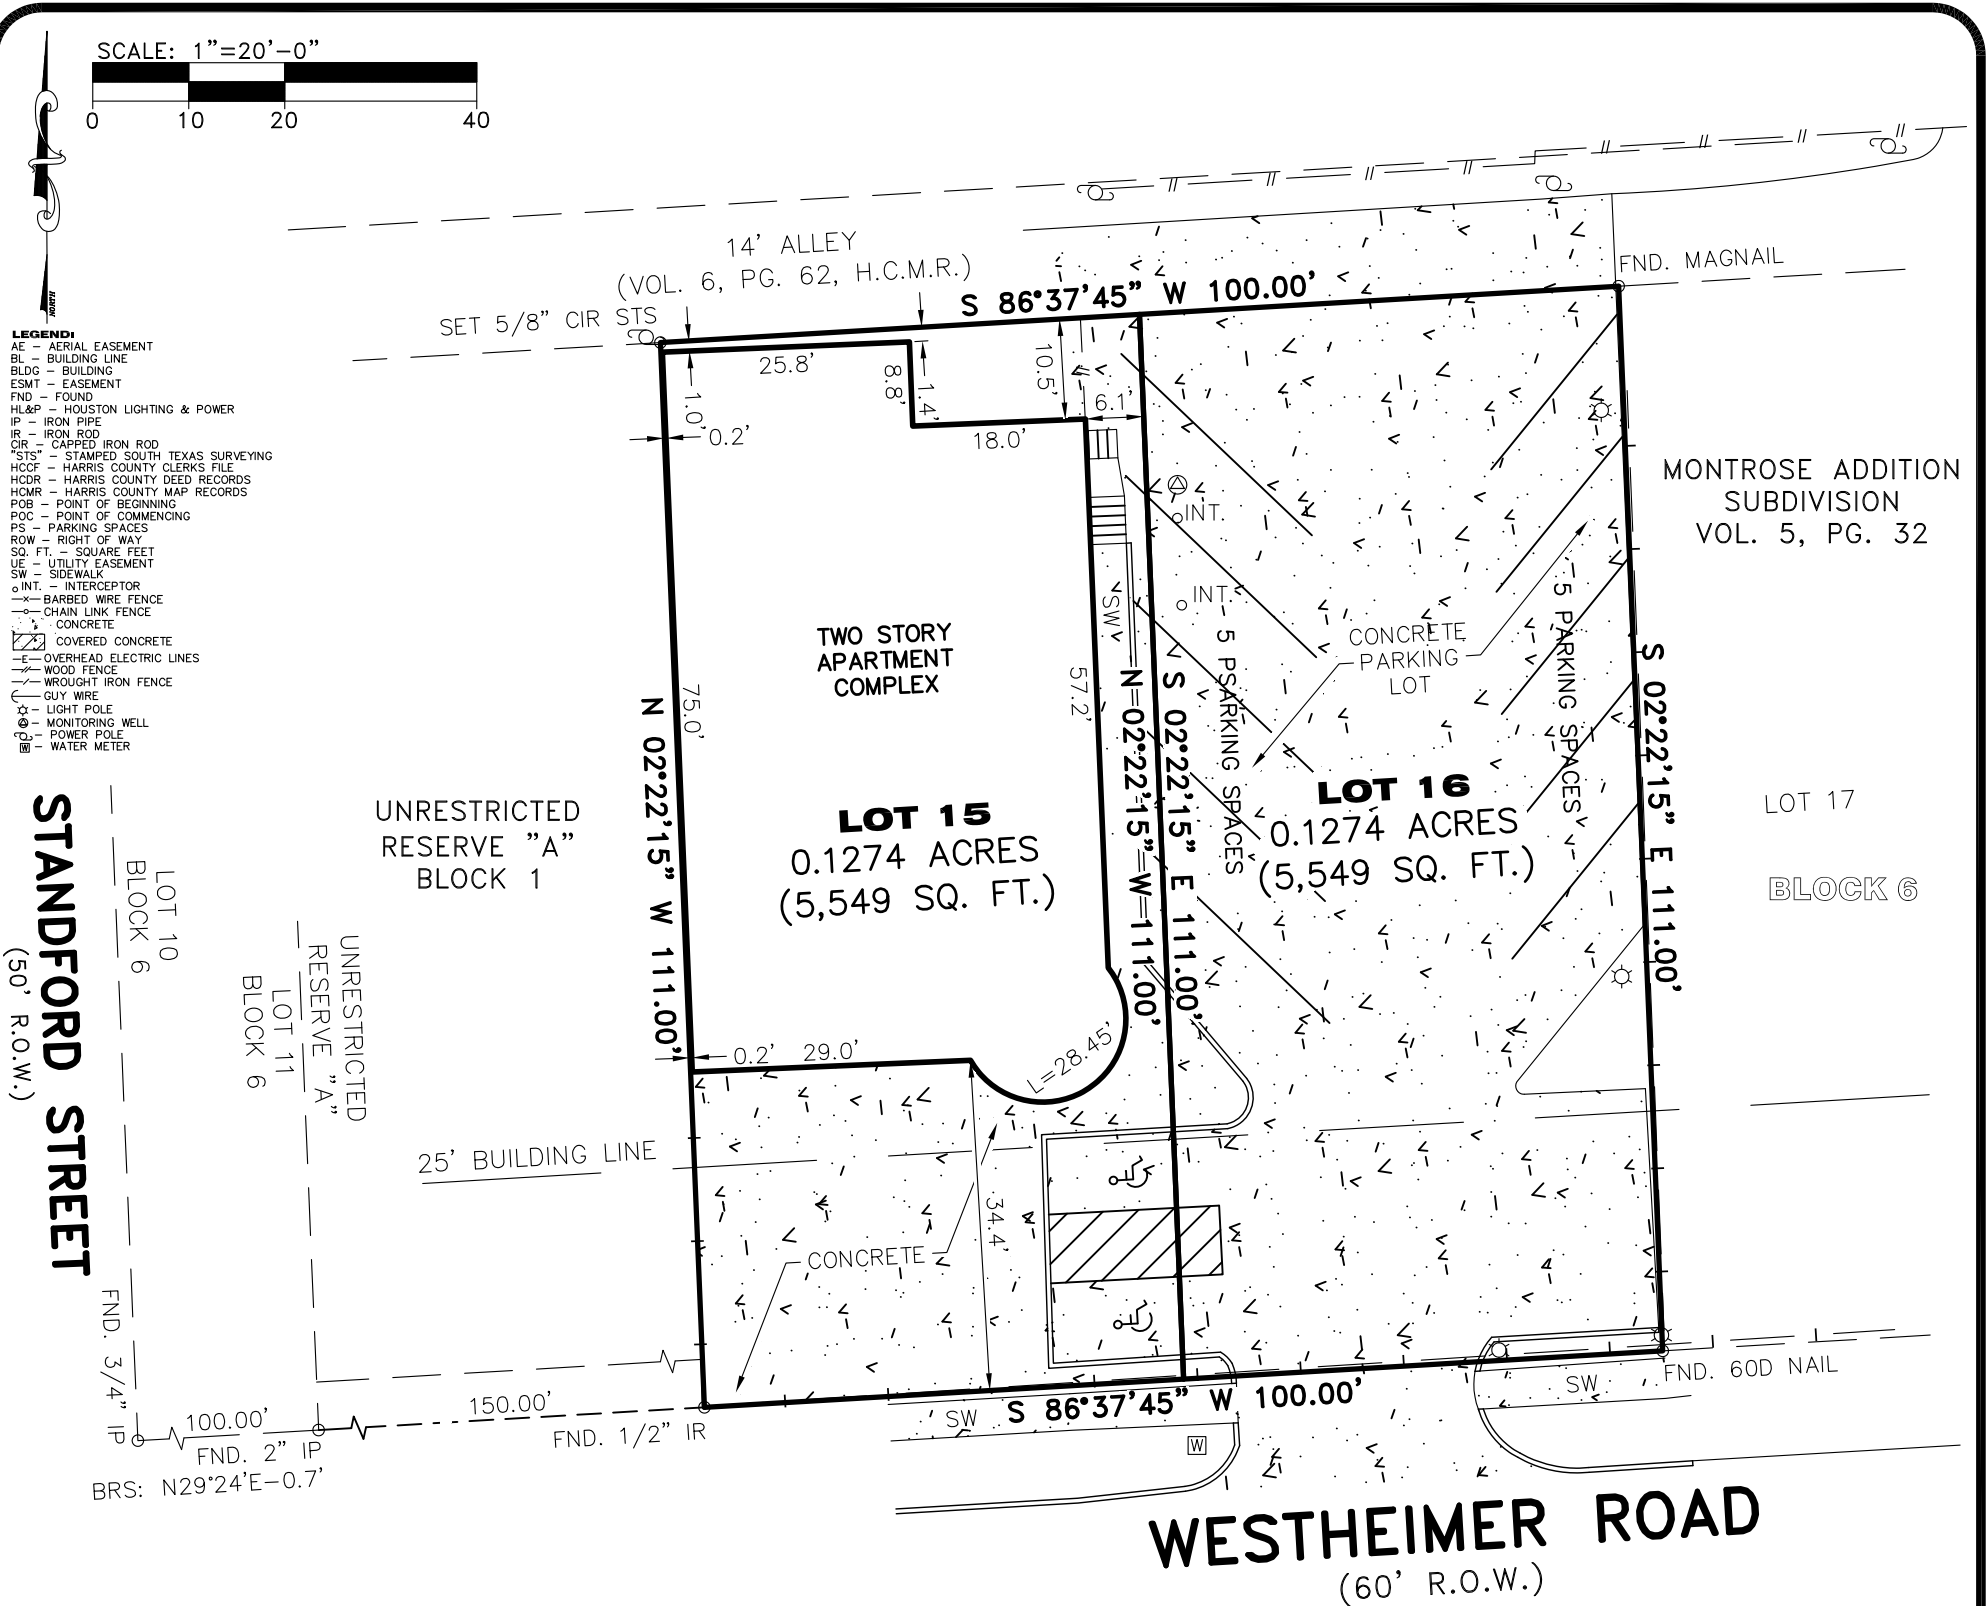 SCALE: 1"=20'-0"
0 10 20 40
NORTH
LEGEND:
AE – AERIAL EASEMENT
BL – BUILDING LINE
BLDG – BUILDING
ESMT – EASEMENT
FND – FOUND
HL&P – HOUSTON LIGHTING & POWER
IP – IRON PIPE
IR – IRON ROD
CIR – CAPPED IRON ROD
"STS" – STAMPED SOUTH TEXAS SURVEYING
HCCF – HARRIS COUNTY CLERKS FILE
HCDR – HARRIS COUNTY DEED RECORDS
HCMR – HARRIS COUNTY MAP RECORDS
POB – POINT OF BEGINNING
POC – POINT OF COMMENCING
PS – PARKING SPACES
ROW – RIGHT OF WAY
SQ. FT. – SQUARE FEET
UE – UTILITY EASEMENT
SW – SIDEWALK
INT. – INTERCEPTOR
BARBED WIRE FENCE
CHAIN LINK FENCE
CONCRETE
COVERED CONCRETE
E OVERHEAD ELECTRIC LINES
WOOD FENCE
WROUGHT IRON FENCE
GUY WIRE
– LIGHT POLE
– MONITORING WELL
– POWER POLE
W – WATER METER
14' ALLEY
(VOL. 6, PG. 62, H.C.M.R.)
SET 5/8" CIR STS
S 86°37'45" W 100.00'
FND. MAGNAIL
25.8'
8.8'
1.4'
1.0'
0.2'
10.5'
6.1'
18.0'
INT.
INT.
SW
MONTROSE ADDITION
SUBDIVISION
VOL. 5, PG. 32
TWO STORY
APARTMENT
COMPLEX
CONCRETE
PARKING
LOT
5 PSARKING SPACES
5 PARKING SPACES
75.0'
57.2'
N 02°22'15" W 111.00'
N 02°22'15" W 111.00'
S 02°22'15" E 111.00'
S 02°22'15" E 111.00'
LOT 15
0.1274 ACRES
(5,549 SQ. FT.)
LOT 16
0.1274 ACRES
(5,549 SQ. FT.)
LOT 17
BLOCK 6
UNRESTRICTED
RESERVE "A"
BLOCK 1
STANDFORD STREET
(50' R.O.W.)
LOT 10
BLOCK 6
UNRESTRICTED
RESERVE "A"
LOT 11
BLOCK 6
0.2'
29.0'
L=28.45'
25' BUILDING LINE
34.4'
CONCRETE
FND. 3/4" IP
100.00'
FND. 2" IP
BRS: N29°24'E–0.7'
150.00'
FND. 1/2" IR
SW
S 86°37'45" W 100.00'
W
SW
FND. 60D NAIL
WESTHEIMER ROAD
(60' R.O.W.)